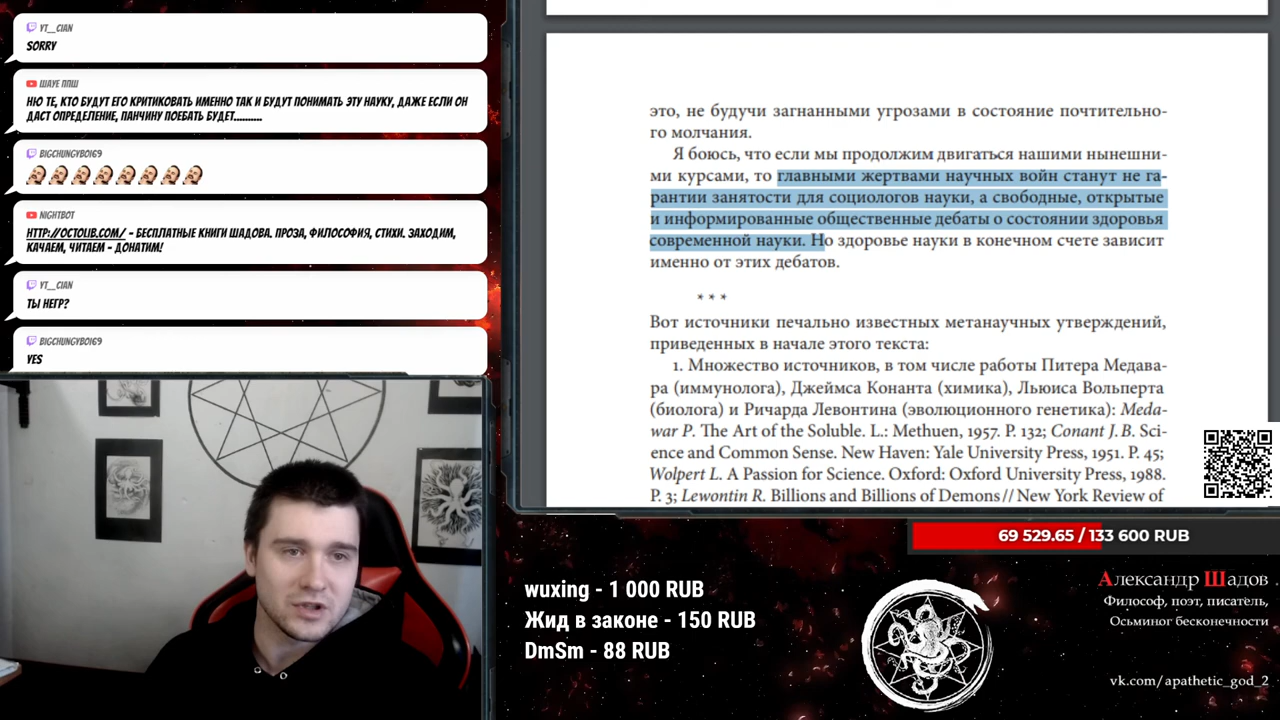 YT__CIAN
SORRY
ШАУЕ ППШ
НЮ ТЕ, КТО БУДУТ ЕГО КРИТИКОВАТЬ ИМЕННО ТАК И БУДУТ ПОНИМАТЬ ЭТУ НАУКУ, ДАЖЕ ЕСЛИ ОН
ДАСТ ОПРЕДЕЛЕНИЕ, ПАНЧИНУ ПОЕБАТЬ БУДЕТ..........
BIGCHUNGYBOI69
NIGHTBOT
HTTP://OCTOLIB.COM/ - БЕСПЛАТНЫЕ КНИГИ ШАДОВА. ПРОЗА, ФИЛОСОФИЯ, СТИХИ. ЗАХОДИМ,
КАЧАЕМ, ЧИТАЕМ - ДОНАТИМ!
YT__CIAN
ТЫ НЕГР?
BIGCHUNGYBOI69
YES
это, не будучи загнанными угрозами в состояние почтительно-
го молчания.
Я боюсь, что если мы продолжим двигаться нашими нынешни-
ми курсами, то главными жертвами научных войн станут не га-
рантии занятости для социологов науки, а свободные, открытые
и информированные общественные дебаты о состоянии здоровья
современной науки. Но здоровье науки в конечном счете зависит
именно от этих дебатов.
* * *
Вот источники печально известных метанаучных утверждений,
приведенных в начале этого текста:
1. Множество источников, в том числе работы Питера Медава-
ра (иммунолога), Джеймса Конанта (химика), Льюиса Вольперта
(биолога) и Ричарда Левонтина (эволюционного генетика): Meda-
war P. The Art of the Soluble. L.: Methuen, 1957. P. 132; Conant J. B. Sci-
ence and Common Sense. New Haven: Yale University Press, 1951. P. 45;
Wolpert L. A Passion for Science. Oxford: Oxford University Press, 1988.
P. 3; Lewontin R. Billions and Billions of Demons // New York Review of
69 529.65 / 133 600 RUB
wuxing - 1 000 RUB
Жид в законе - 150 RUB
DmSm - 88 RUB
Александр Шадов
Философ, поэт, писатель,
Осьминог бесконечности
vk.com/apathetic_god_2